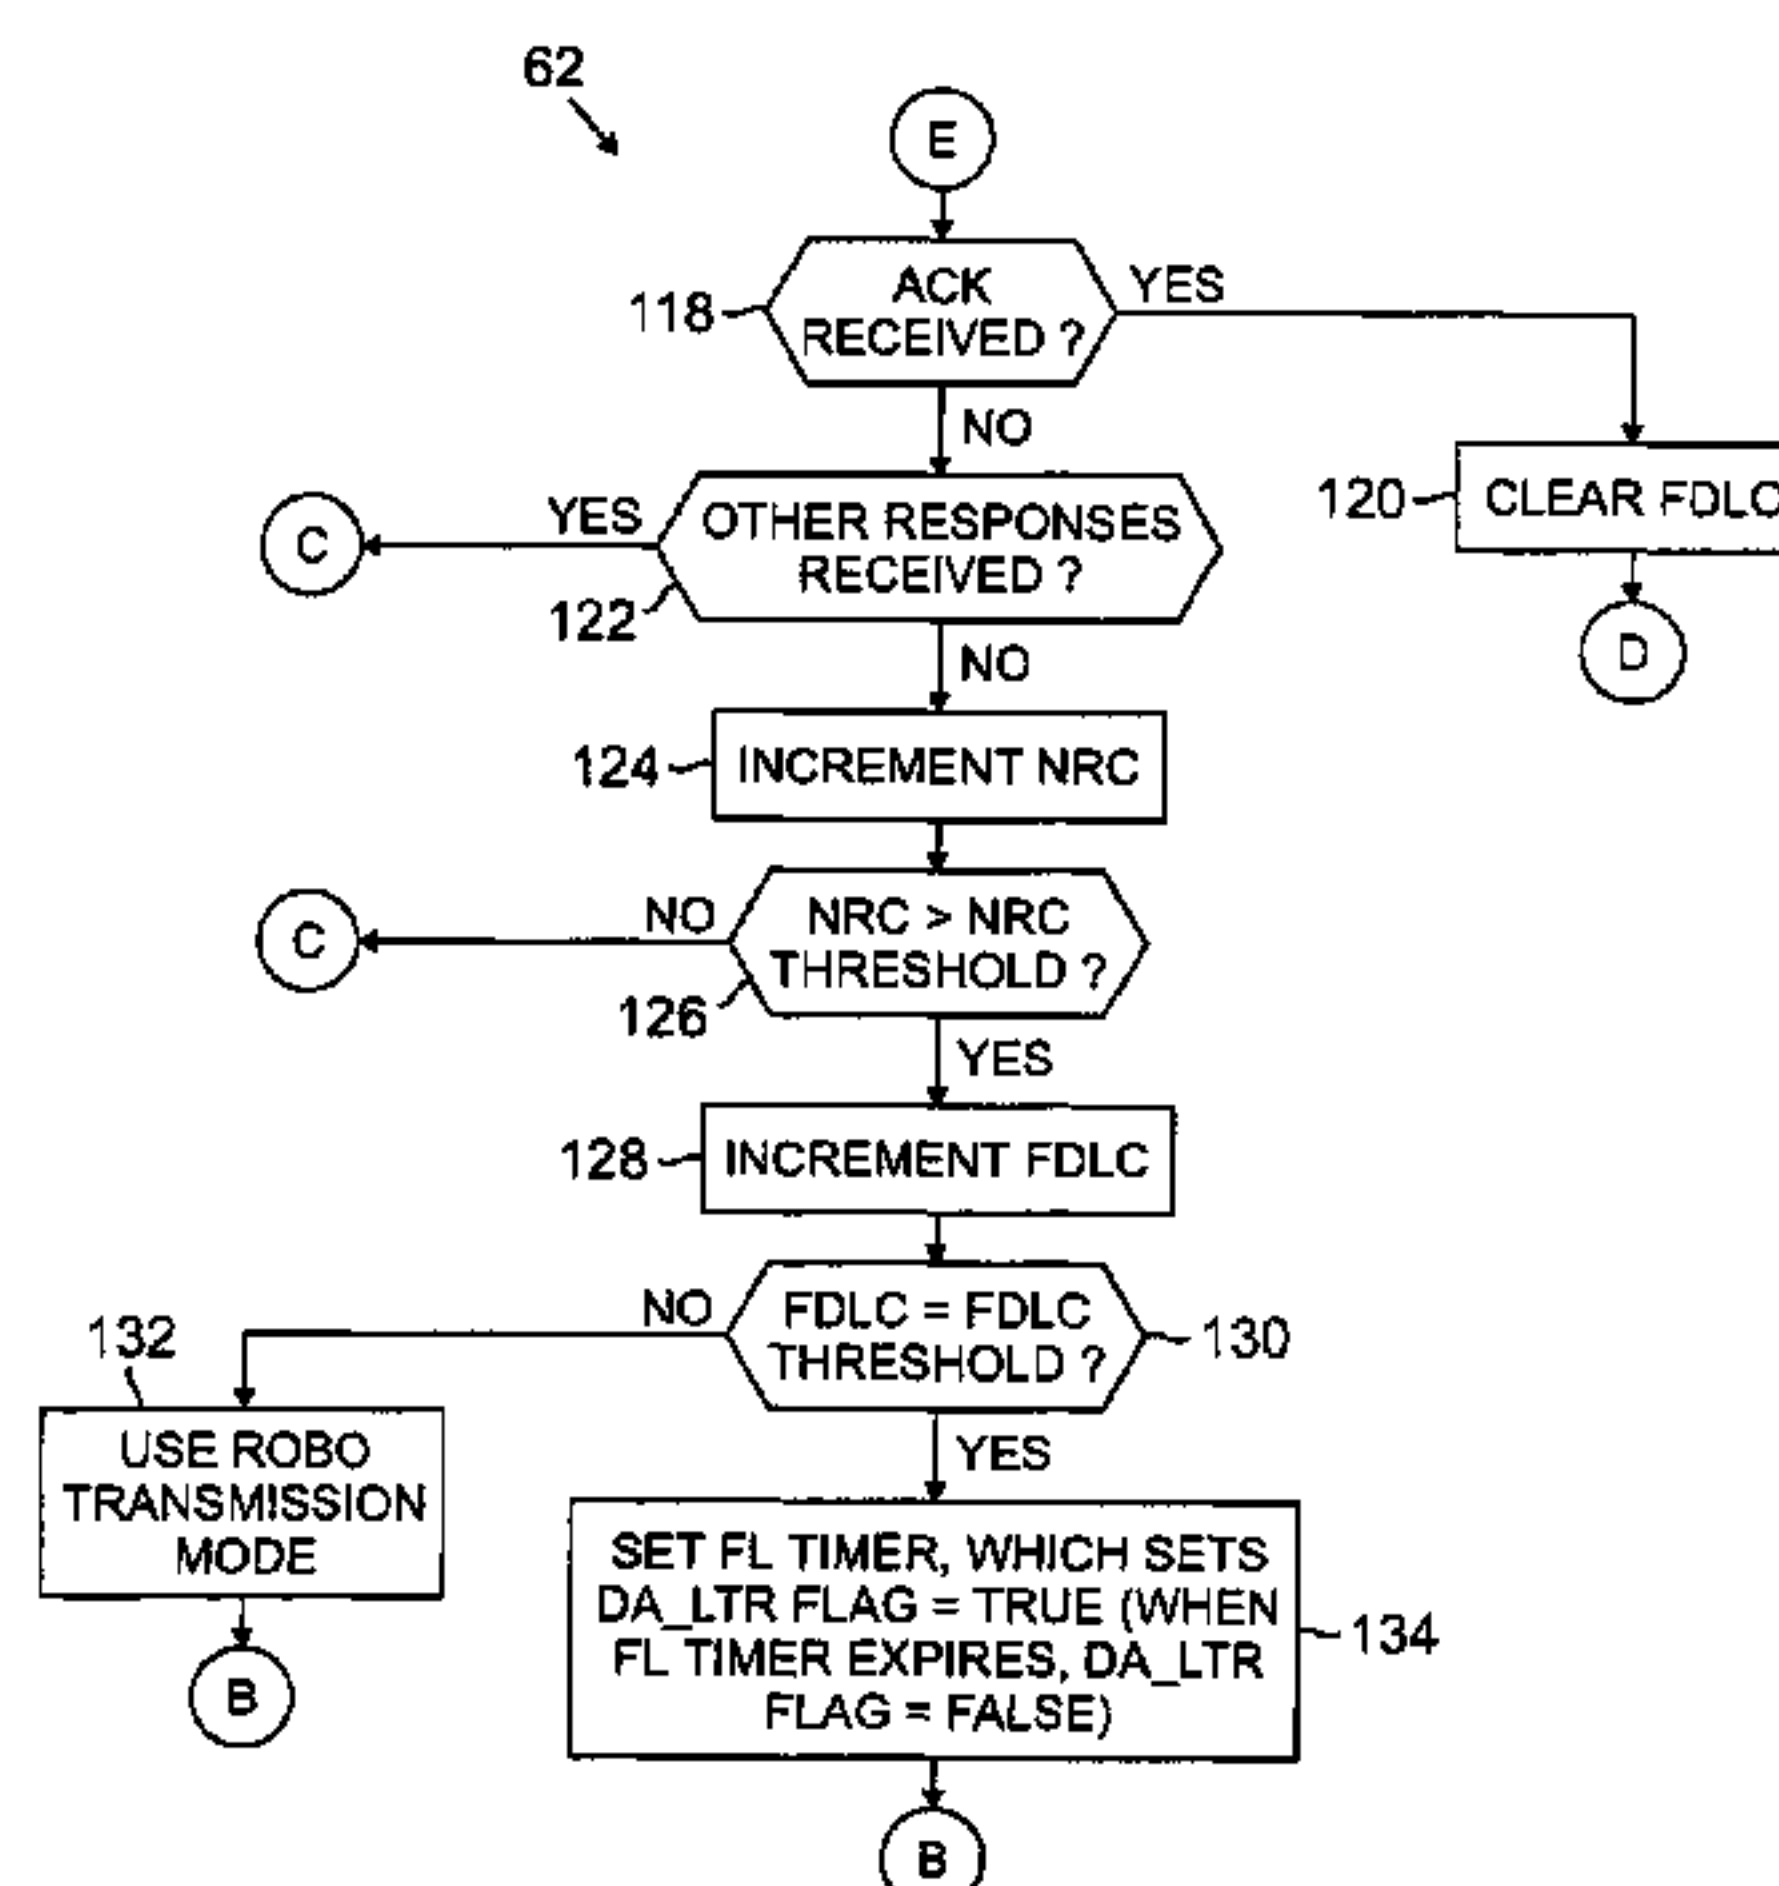 62
E
ACK
RECEIVED ?
118
YES
NO
120
CLEAR FDLC
D
OTHER RESPONSES
RECEIVED ?
YES
C
122
NO
124
INCREMENT NRC
NRC > NRC
THRESHOLD ?
NO
C
126
YES
128
INCREMENT FDLC
FDLC = FDLC
THRESHOLD ?
NO
130
132
USE ROBO
TRANSMISSION
MODE
B
YES
SET FL TIMER, WHICH SETS
DA_LTR FLAG = TRUE (WHEN
FL TIMER EXPIRES, DA_LTR
FLAG = FALSE)
134
B